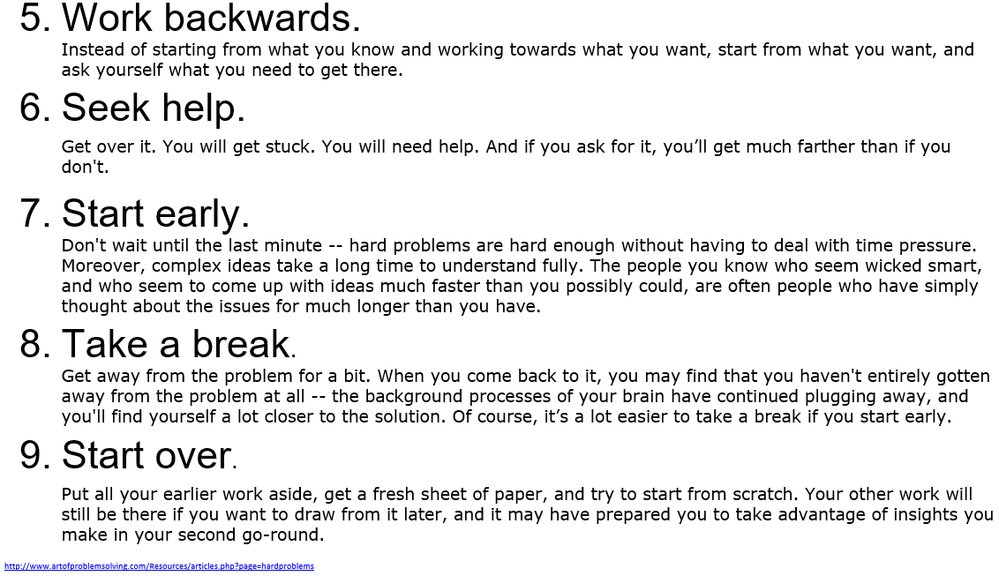 5. Work backwards.
Instead of starting from what you know and working towards what you want, start from what you want, and
ask yourself what you need to get there.
6. Seek help.
Get over it. You will get stuck. You will need help. And if you ask for it, you’ll get much farther than if you
don't.
7. Start early.
Don't wait until the last minute -- hard problems are hard enough without having to deal with time pressure.
Moreover, complex ideas take a long time to understand fully. The people you know who seem wicked smart,
and who seem to come up with ideas much faster than you possibly could, are often people who have simply
thought about the issues for much longer than you have.
8. Take a break.
Get away from the problem for a bit. When you come back to it, you may find that you haven't entirely gotten
away from the problem at all -- the background processes of your brain have continued plugging away, and
you'll find yourself a lot closer to the solution. Of course, it’s a lot easier to take a break if you start early.
9. Start over.
Put all your earlier work aside, get a fresh sheet of paper, and try to start from scratch. Your other work will
still be there if you want to draw from it later, and it may have prepared you to take advantage of insights you
make in your second go-round.
http://www.artofproblemsolving.com/Resources/articles.php?page=hardproblems